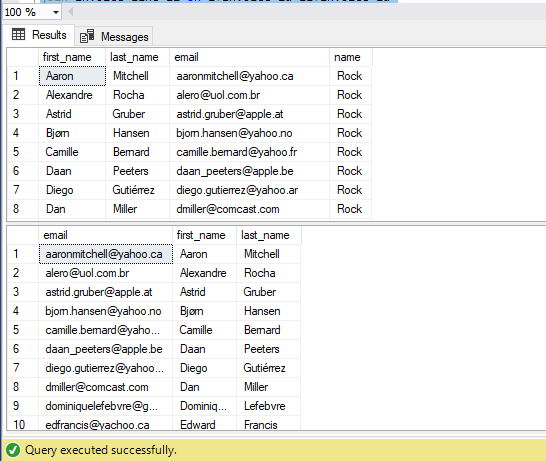 100 %
Results Messages
first_name last_name email name
1 Aaron Mitchell aaronmitchell@yahoo.ca Rock
2 Alexandre Rocha alero@uol.com.br Rock
3 Astrid Gruber astrid.gruber@apple.at Rock
4 Bjørn Hansen bjorn.hansen@yahoo.no Rock
5 Camille Bernard camille.bernard@yahoo.fr Rock
6 Daan Peeters daan_peeters@apple.be Rock
7 Diego Gutiérrez diego.gutierrez@yahoo.ar Rock
8 Dan Miller dmiller@comcast.com Rock
email first_name last_name
1 aaronmitchell@yahoo.ca Aaron Mitchell
2 alero@uol.com.br Alexandre Rocha
3 astrid.gruber@apple.at Astrid Gruber
4 bjorn.hansen@yahoo.no Bjørn Hansen
5 camille.bernard@yaho... Camille Bernard
6 daan_peeters@apple.be Daan Peeters
7 diego.gutierrez@yahoo... Diego Gutiérrez
8 dmiller@comcast.com Dan Miller
9 dominiquelefebvre@g... Dominiq... Lefebvre
10 edfrancis@yachoo.ca Edward Francis
Query executed successfully.